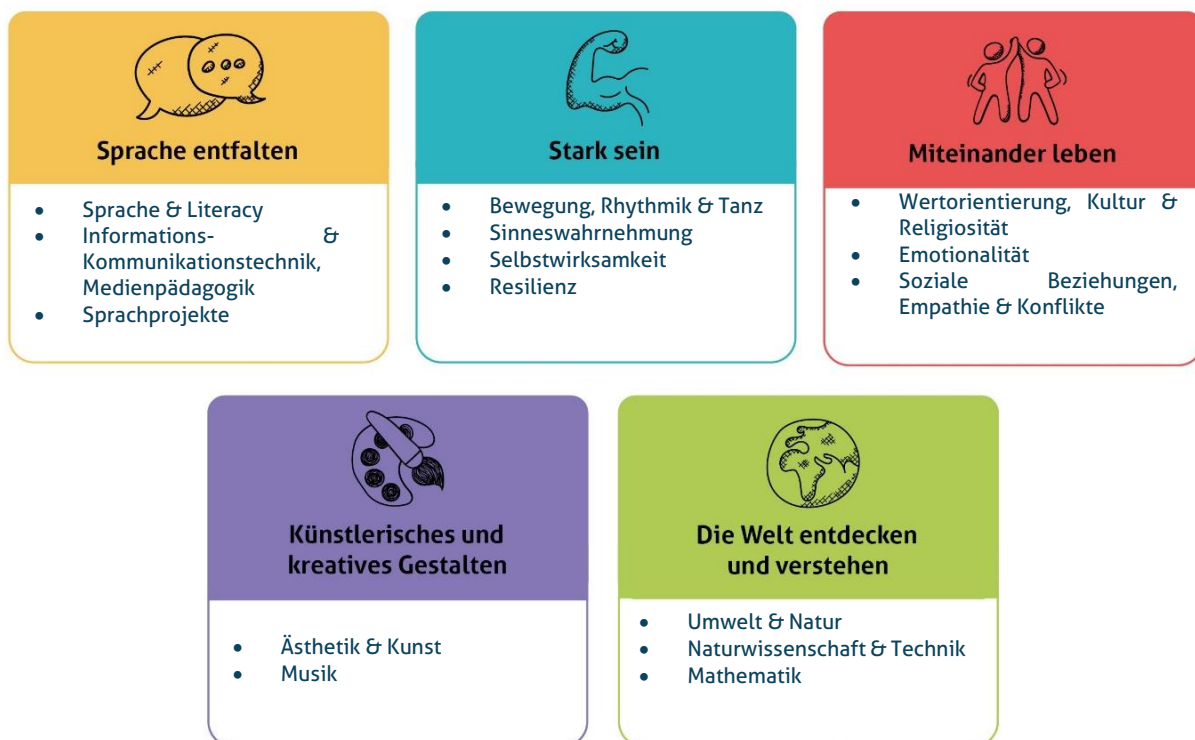 Sprache entfalten
• Sprache & Literacy
• Informations- &
Kommunikationstechnik,
Medienpädagogik
• Sprachprojekte
Stark sein
• Bewegung, Rhythmik & Tanz
• Sinneswahrnehmung
• Selbstwirksamkeit
• Resilienz
Miteinander leben
• Wertorientierung, Kultur &
Religiosität
• Emotionalität
• Soziale Beziehungen,
Empathie & Konflikte
Künstlerisches und
kreatives Gestalten
• Ästhetik & Kunst
• Musik
Die Welt entdecken
und verstehen
• Umwelt & Natur
• Naturwissenschaft & Technik
• Mathematik